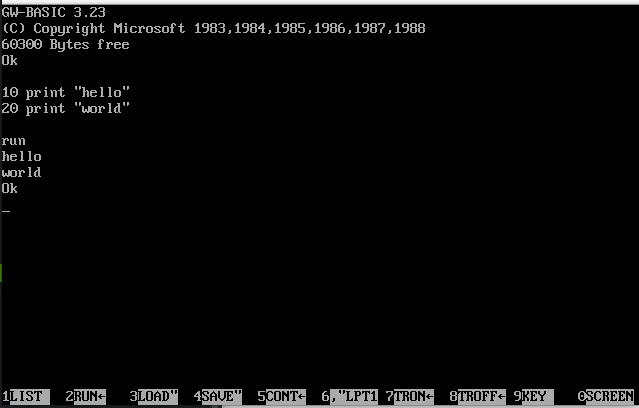 GW-BASIC 3.23
(C) Copyright Microsoft 1983,1984,1985,1986,1987,1988
60300 Bytes free
Ok
10 print "hello"
20 print "world"
run
hello
world
Ok
_
1LIST 2RUN← 3LOAD" 4SAVE" 5CONT← 6,"LPT1 7TRON← 8TROFF← 9KEY 0SCREEN